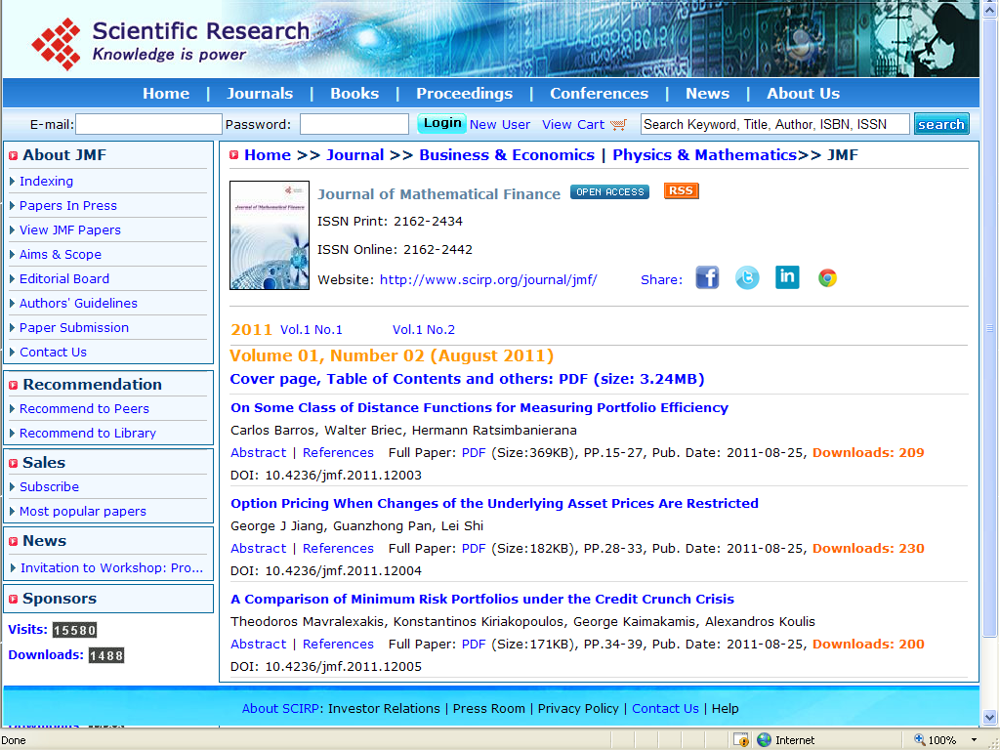 Scientific Research
Knowledge is power
Home | Journals | Books | Proceedings | Conferences | News | About Us
E-mail: Password: Login New User View Cart Search Keyword, Title, Author, ISBN, ISSN search
About JMF
Indexing
Papers In Press
View JMF Papers
Aims & Scope
Editorial Board
Authors' Guidelines
Paper Submission
Contact Us
Recommendation
Recommend to Peers
Recommend to Library
Sales
Subscribe
Most popular papers
News
Invitation to Workshop: Pro...
Sponsors
Visits: 15580
Downloads: 1488
Home >> Journal >> Business & Economics | Physics & Mathematics>> JMF
Journal of Mathematical Finance
Journal of Mathematical Finance OPEN ACCESS RSS
ISSN Print: 2162-2434
ISSN Online: 2162-2442
Website: http://www.scirp.org/journal/jmf/ Share:
2011 Vol.1 No.1 Vol.1 No.2
Volume 01, Number 02 (August 2011)
Cover page, Table of Contents and others: PDF (size: 3.24MB)
On Some Class of Distance Functions for Measuring Portfolio Efficiency
Carlos Barros, Walter Briec, Hermann Ratsimbanierana
Abstract | References Full Paper: PDF (Size:369KB), PP.15-27, Pub. Date: 2011-08-25, Downloads: 209
DOI: 10.4236/jmf.2011.12003
Option Pricing When Changes of the Underlying Asset Prices Are Restricted
George J Jiang, Guanzhong Pan, Lei Shi
Abstract | References Full Paper: PDF (Size:182KB), PP.28-33, Pub. Date: 2011-08-25, Downloads: 230
DOI: 10.4236/jmf.2011.12004
A Comparison of Minimum Risk Portfolios under the Credit Crunch Crisis
Theodoros Mavralexakis, Konstantinos Kiriakopoulos, George Kaimakamis, Alexandros Koulis
Abstract | References Full Paper: PDF (Size:171KB), PP.34-39, Pub. Date: 2011-08-25, Downloads: 200
DOI: 10.4236/jmf.2011.12005
About SCIRP: Investor Relations | Press Room | Privacy Policy | Contact Us | Help
Done Internet 100%